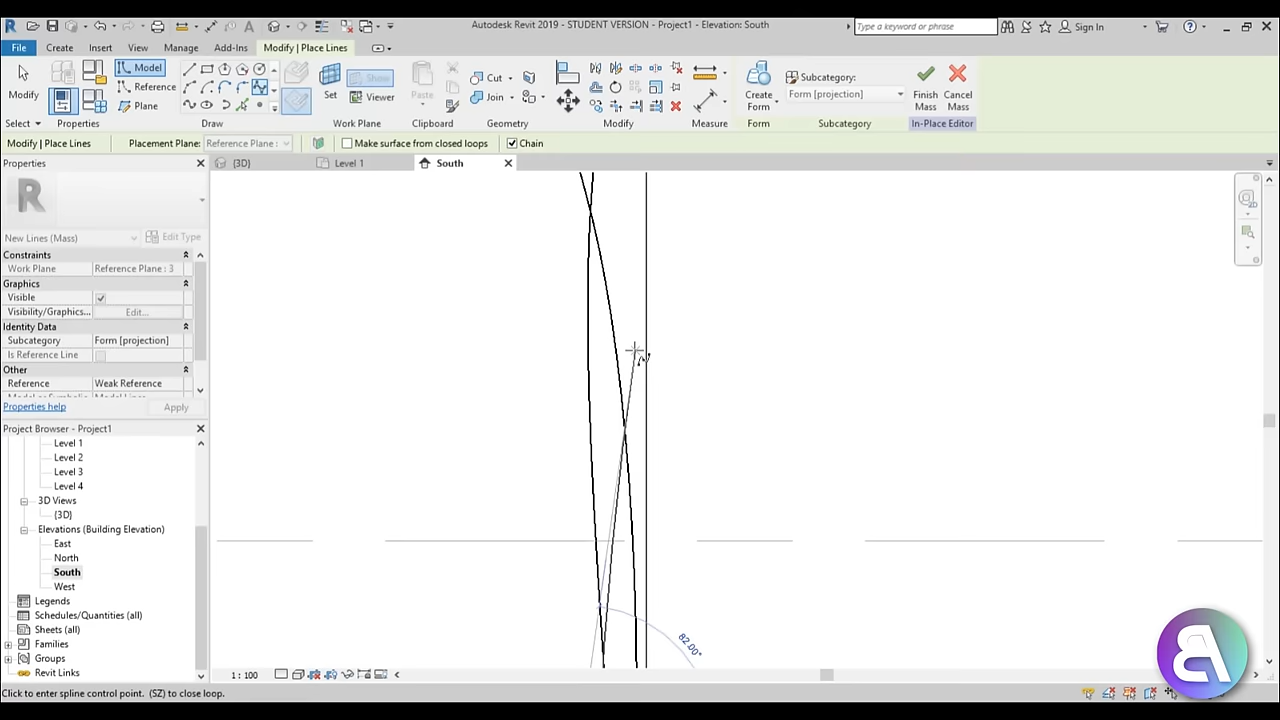 Autodesk Revit 2019 - STUDENT VERSION - Project1 - Elevation: South
Type a keyword or phrase
Sign In
File Create Insert View Manage Add-Ins Modify | Place Lines
Modify
Model
Reference
Plane
Set
Show
Viewer
Paste
Cut
Join
Create
Form
Subcategory:
Form [projection]
Finish
Mass
Cancel
Mass
Select Properties Draw Work Plane Clipboard Geometry Modify Measure Form Subcategory In-Place Editor
Modify | Place Lines Placement Plane: Reference Plane : Make surface from closed loops Chain
Properties
{3D}
Level 1
South
New Lines (Mass)
Edit Type
Constraints
Work Plane Reference Plane : 3
Graphics
Visible
Visibility/Graphics... Edit...
Identity Data
Subcategory Form [projection]
Is Reference Line
Other
Reference Weak Reference
Properties help
Apply
Project Browser - Project1
Level 1
Level 2
Level 3
Level 4
3D Views
{3D}
Elevations (Building Elevation)
East
North
South
West
Legends
Schedules/Quantities (all)
Sheets (all)
Families
Groups
Revit Links
82.00°
1 : 100
Click to enter spline control point. (SZ) to close loop.